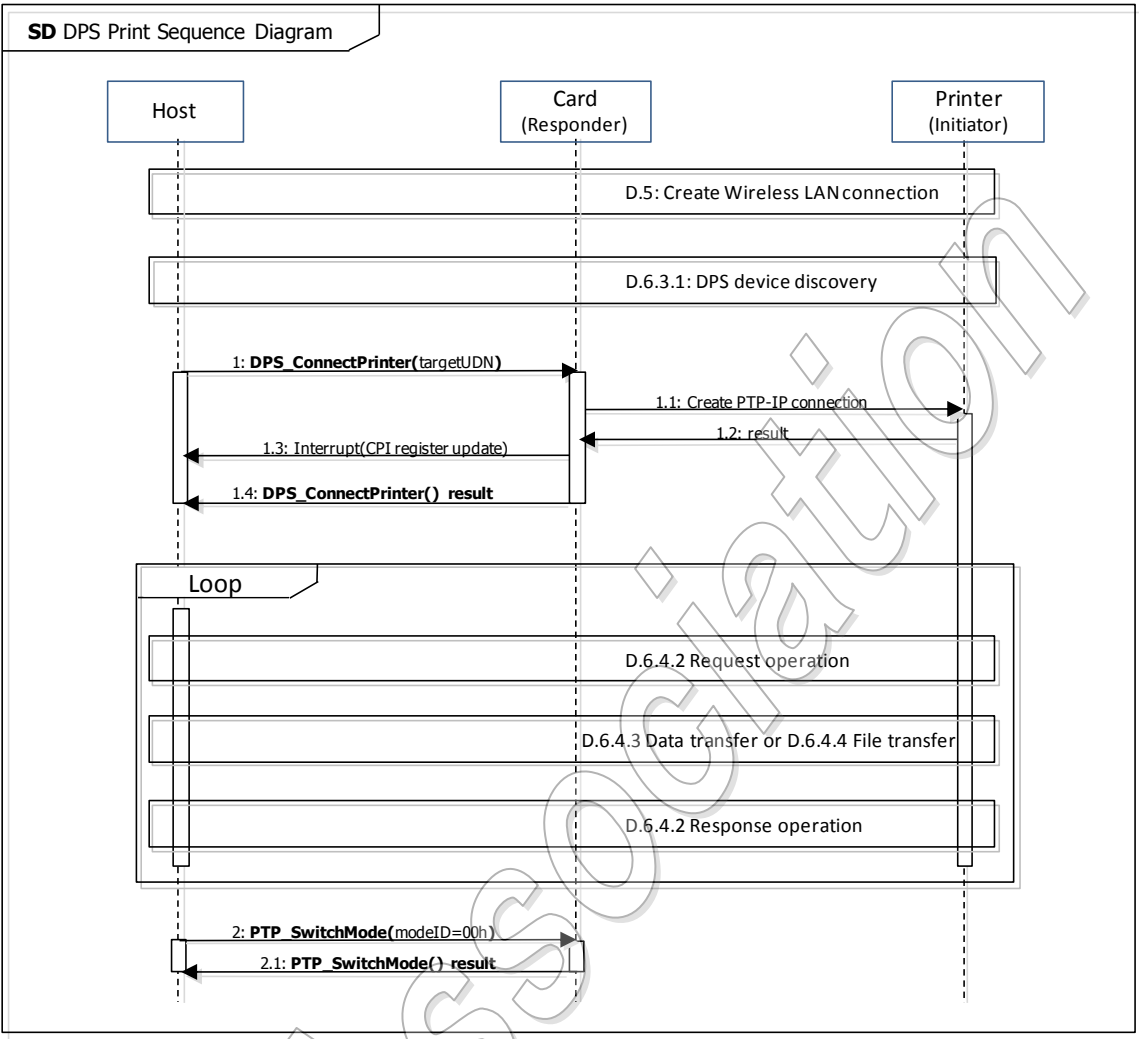 SD DPS Print Sequence Diagram
Host
Card
(Responder)
Printer
(Initiator)
D.5: Create Wireless LAN connection
D.6.3.1: DPS device discovery
1: DPS_ConnectPrinter(targetUDN)
1.1: Create PTP-IP connection
1.2: result
1.3: Interrupt(CPI register update)
1.4: DPS_ConnectPrinter() result
Loop
D.6.4.2 Request operation
D.6.4.3 Data transfer or D.6.4.4 File transfer
D.6.4.2 Response operation
2: PTP_SwitchMode(modeID=00h)
2.1: PTP_SwitchMode() result
ssociation